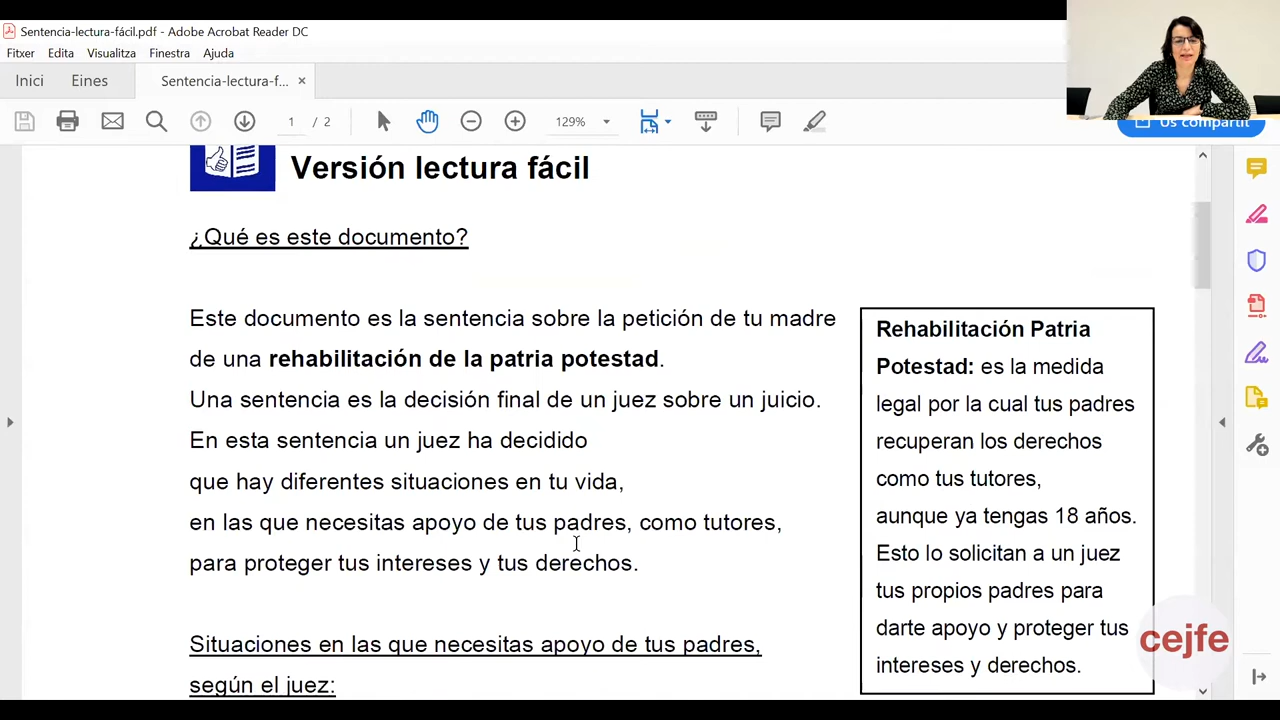 Sentencia-lectura-fácil.pdf - Adobe Acrobat Reader DC
Fitxer Edita Visualitza Finestra Ajuda
Inici Eines Sentencia-lectura-f... ×
1 / 2 129%
Us compartit
Versión lectura fácil
¿Qué es este documento?
Este documento es la sentencia sobre la petición de tu madre
de una rehabilitación de la patria potestad.
Una sentencia es la decisión final de un juez sobre un juicio.
En esta sentencia un juez ha decidido
que hay diferentes situaciones en tu vida,
en las que necesitas apoyo de tus padres, como tutores,
para proteger tus intereses y tus derechos.
Situaciones en las que necesitas apoyo de tus padres,
según el juez:
Rehabilitación Patria
Potestad: es la medida
legal por la cual tus padres
recuperan los derechos
como tus tutores,
aunque ya tengas 18 años.
Esto lo solicitan a un juez
tus propios padres para
darte apoyo y proteger tus
intereses y derechos.
cejfe